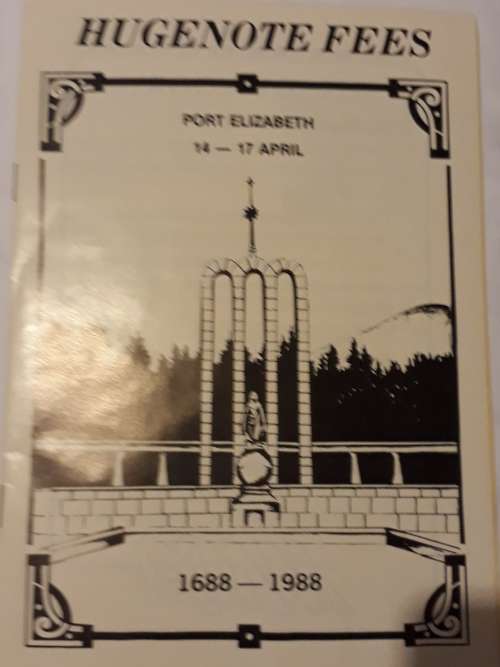 HUGENOTE FEES
PORT ELIZABETH
14 — 17 APRIL
1688 — 1988